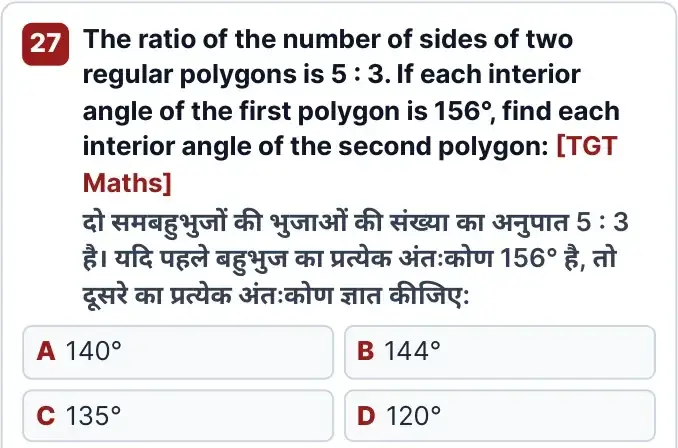 27 The ratio of the number of sides of two
regular polygons is 5 : 3. If each interior
angle of the first polygon is 156°, find each
interior angle of the second polygon: [TGT
Maths]
दो समबहुभुजों की भुजाओं की संख्या का अनुपात 5 : 3
है। यदि पहले बहुभुज का प्रत्येक अंतःकोण 156° है, तो
दूसरे का प्रत्येक अंतःकोण ज्ञात कीजिए:
A 140°
B 144°
C 135°
D 120°